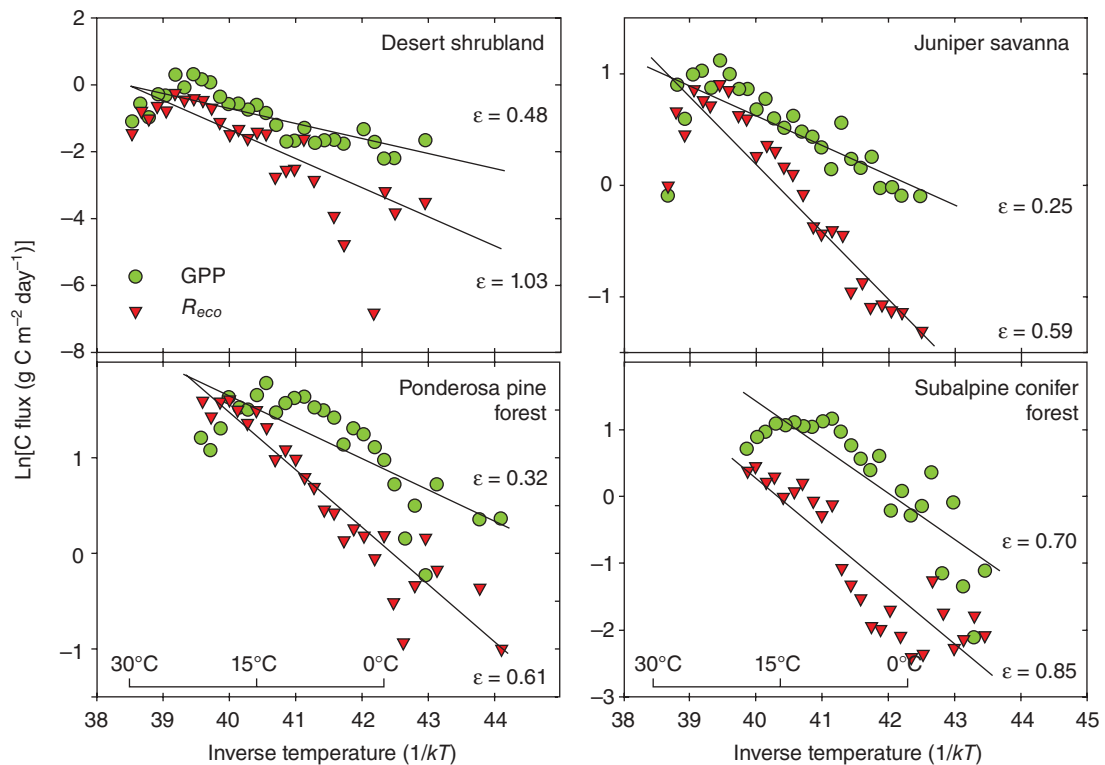 Ln[C flux (g C m⁻² day⁻¹)]
2
0
−2
−4
−6
−8
Desert shrubland
ε = 0.48
ε = 1.03
GPP
Reco
1
0
−1
Juniper savanna
ε = 0.25
ε = 0.59
1
0
−1
Ponderosa pine
forest
ε = 0.32
ε = 0.61
30°C 15°C 0°C
38 39 40 41 42 43 44
Inverse temperature (1/kT)
1
0
−1
−2
−3
Subalpine conifer
forest
ε = 0.70
ε = 0.85
30°C 15°C 0°C
38 39 40 41 42 43 44 45
Inverse temperature (1/kT)